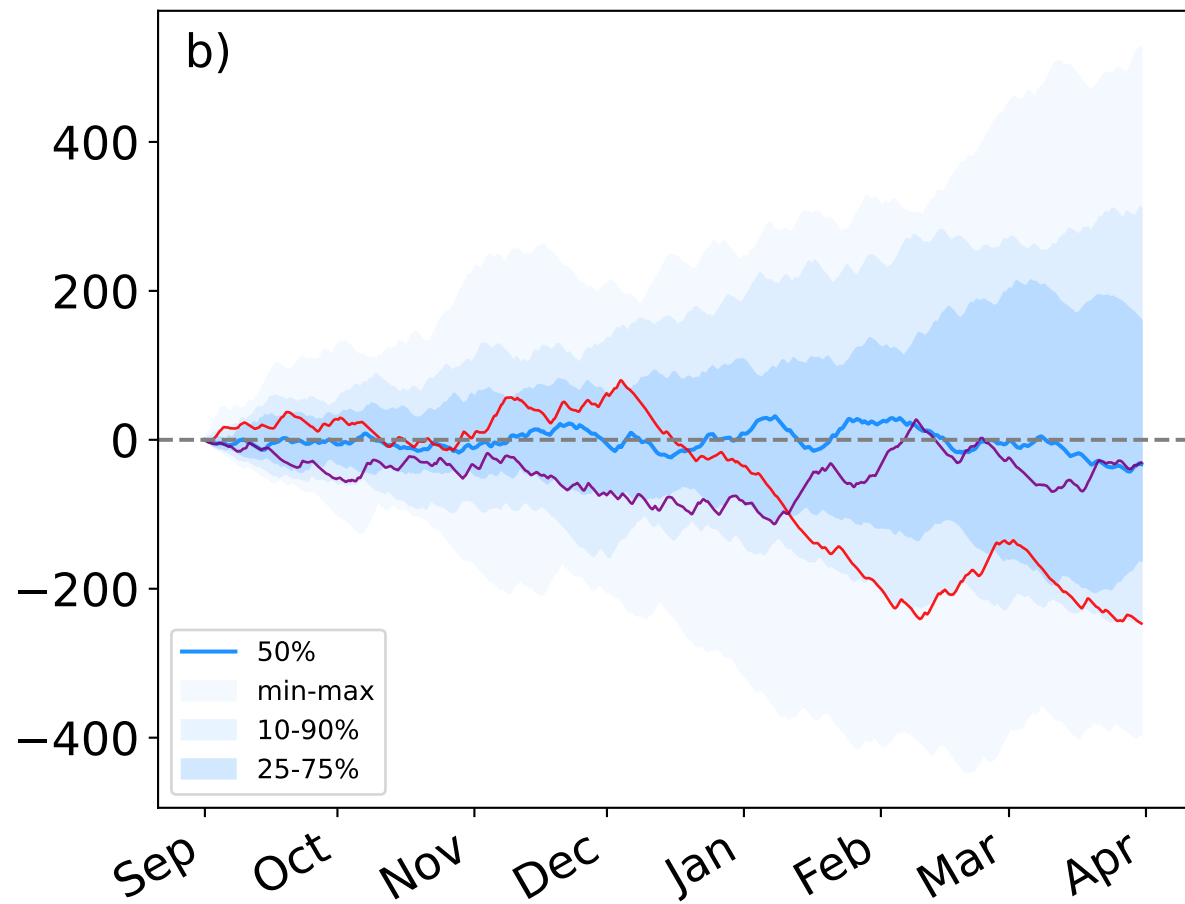 b)
400
200
0
−200
−400
50%
min-max
10-90%
25-75%
Sep
Oct
Nov
Dec
Jan
Feb
Mar
Apr